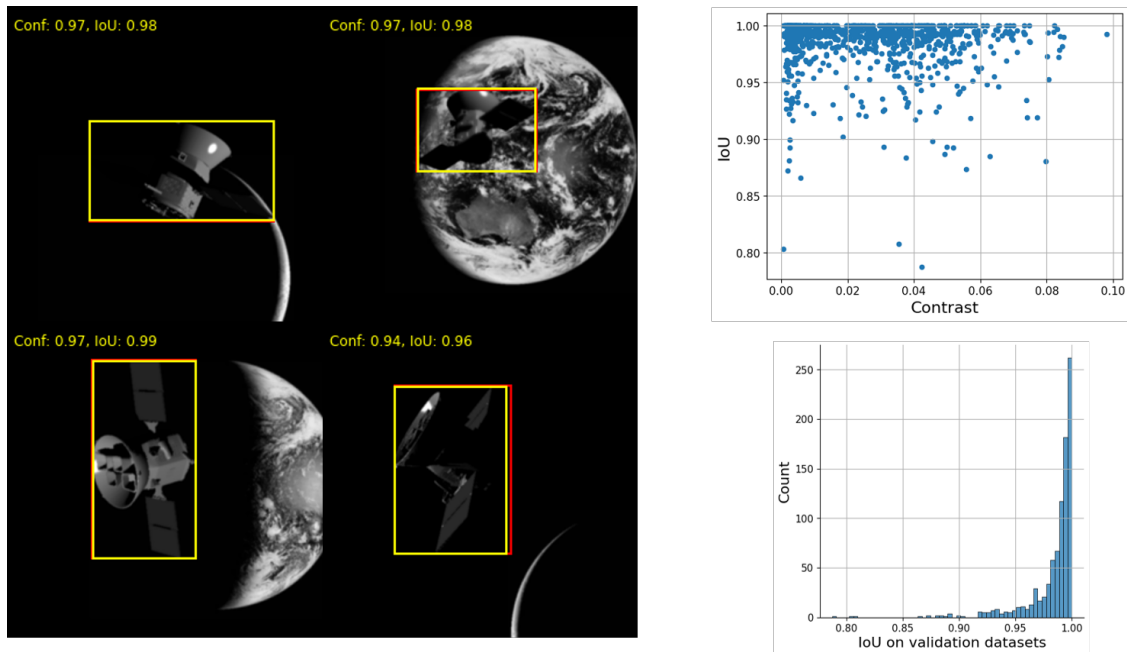 Conf: 0.97, IoU: 0.98
Conf: 0.97, IoU: 0.98
Conf: 0.97, IoU: 0.99
Conf: 0.94, IoU: 0.96
1.00
0.95
0.90
0.85
0.80
IoU
0.00
0.02
0.04
0.06
0.08
0.10
Contrast
250
200
150
100
50
0
Count
0.80
0.85
0.90
0.95
1.00
IoU on validation datasets